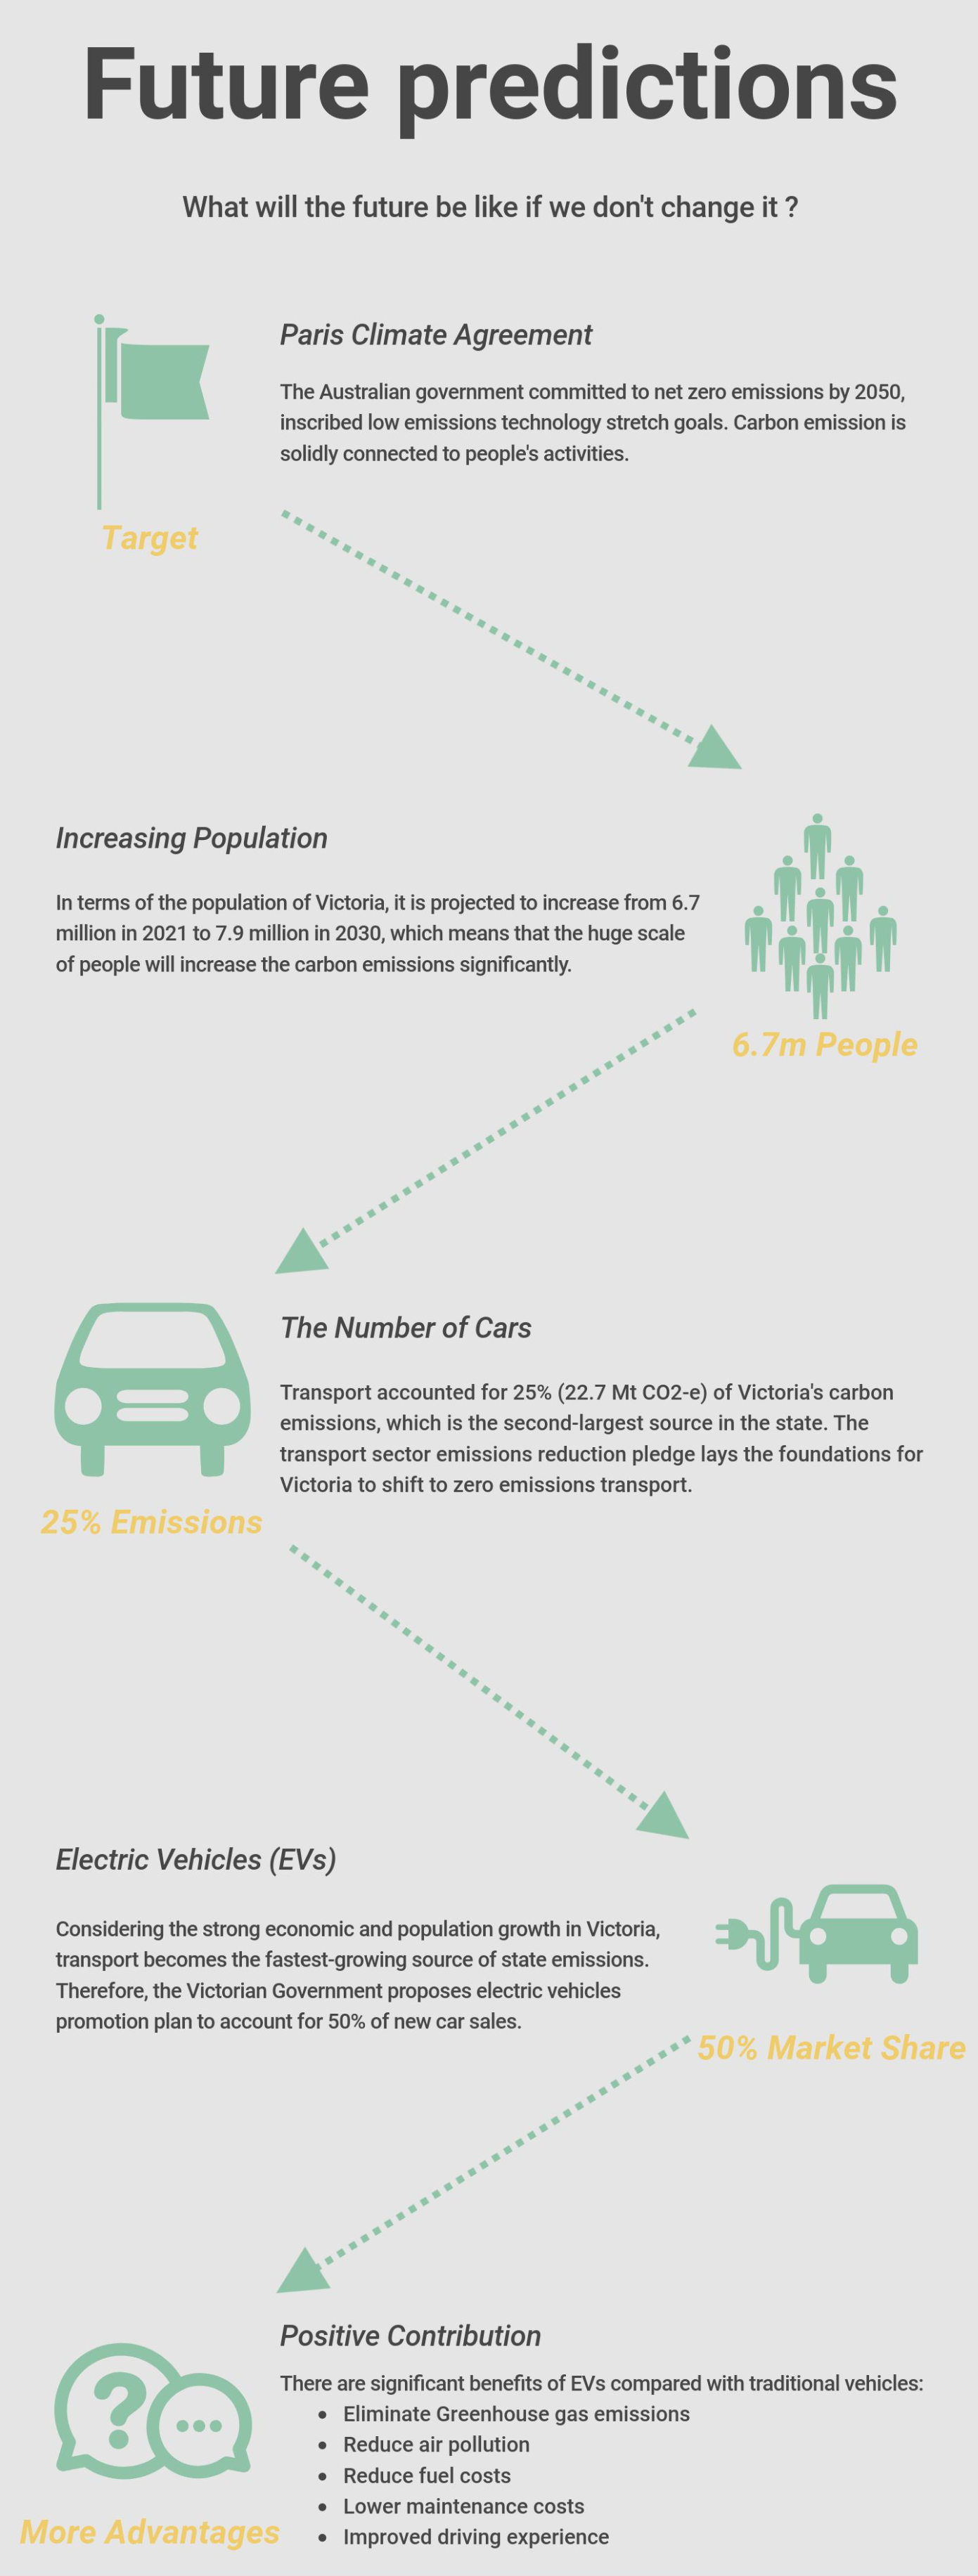 Future predictions
What will the future be like if we don't change it ?
Paris Climate Agreement
The Australian government committed to net zero emissions by 2050,
inscribed low emissions technology stretch goals. Carbon emission is
solidly connected to people's activities.
Target
Increasing Population
In terms of the population of Victoria, it is projected to increase from 6.7
million in 2021 to 7.9 million in 2030, which means that the huge scale
of people will increase the carbon emissions significantly.
6.7m People
The Number of Cars
Transport accounted for 25% (22.7 Mt CO2-e) of Victoria's carbon
emissions, which is the second-largest source in the state. The
transport sector emissions reduction pledge lays the foundations for
Victoria to shift to zero emissions transport.
25% Emissions
Electric Vehicles (EVs)
Considering the strong economic and population growth in Victoria,
transport becomes the fastest-growing source of state emissions.
Therefore, the Victorian Government proposes electric vehicles
promotion plan to account for 50% of new car sales.
50% Market Share
Positive Contribution
There are significant benefits of EVs compared with traditional vehicles:
• Eliminate Greenhouse gas emissions
• Reduce air pollution
• Reduce fuel costs
• Lower maintenance costs
• Improved driving experience
?
More Advantages